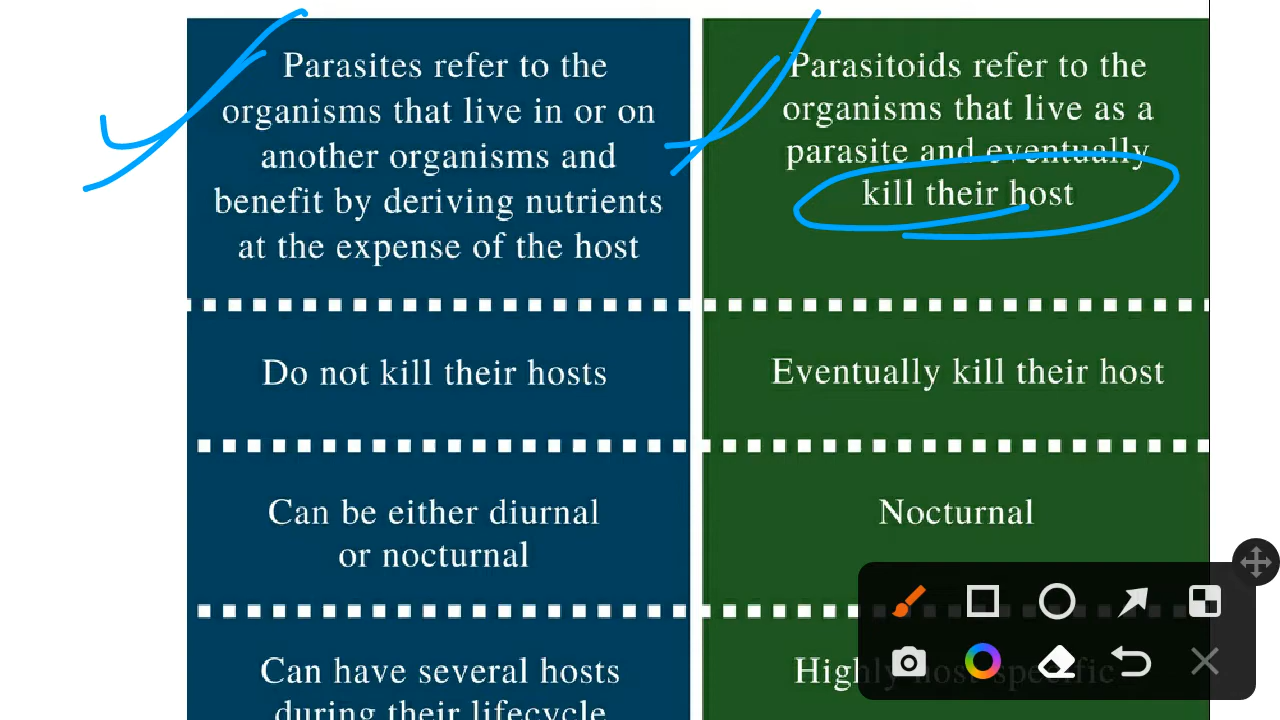 Parasites refer to the
organisms that live in or on
another organisms and
benefit by deriving nutrients
at the expense of the host
Parasitoids refer to the
organisms that live as a
parasite and eventually
kill their host
Do not kill their hosts
Eventually kill their host
Can be either diurnal
or nocturnal
Nocturnal
Can have several hosts
during their lifecycle
Highly host specific